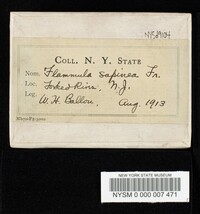 COLL. N. Y. STATE
Nom. Flammula sapinea Fr.
Loc. Forked River. N. J.
Leg. W. H. Ballou. Aug. 1913
NEW YORK STATE MUSEUM
NYSM 0 000 007 471